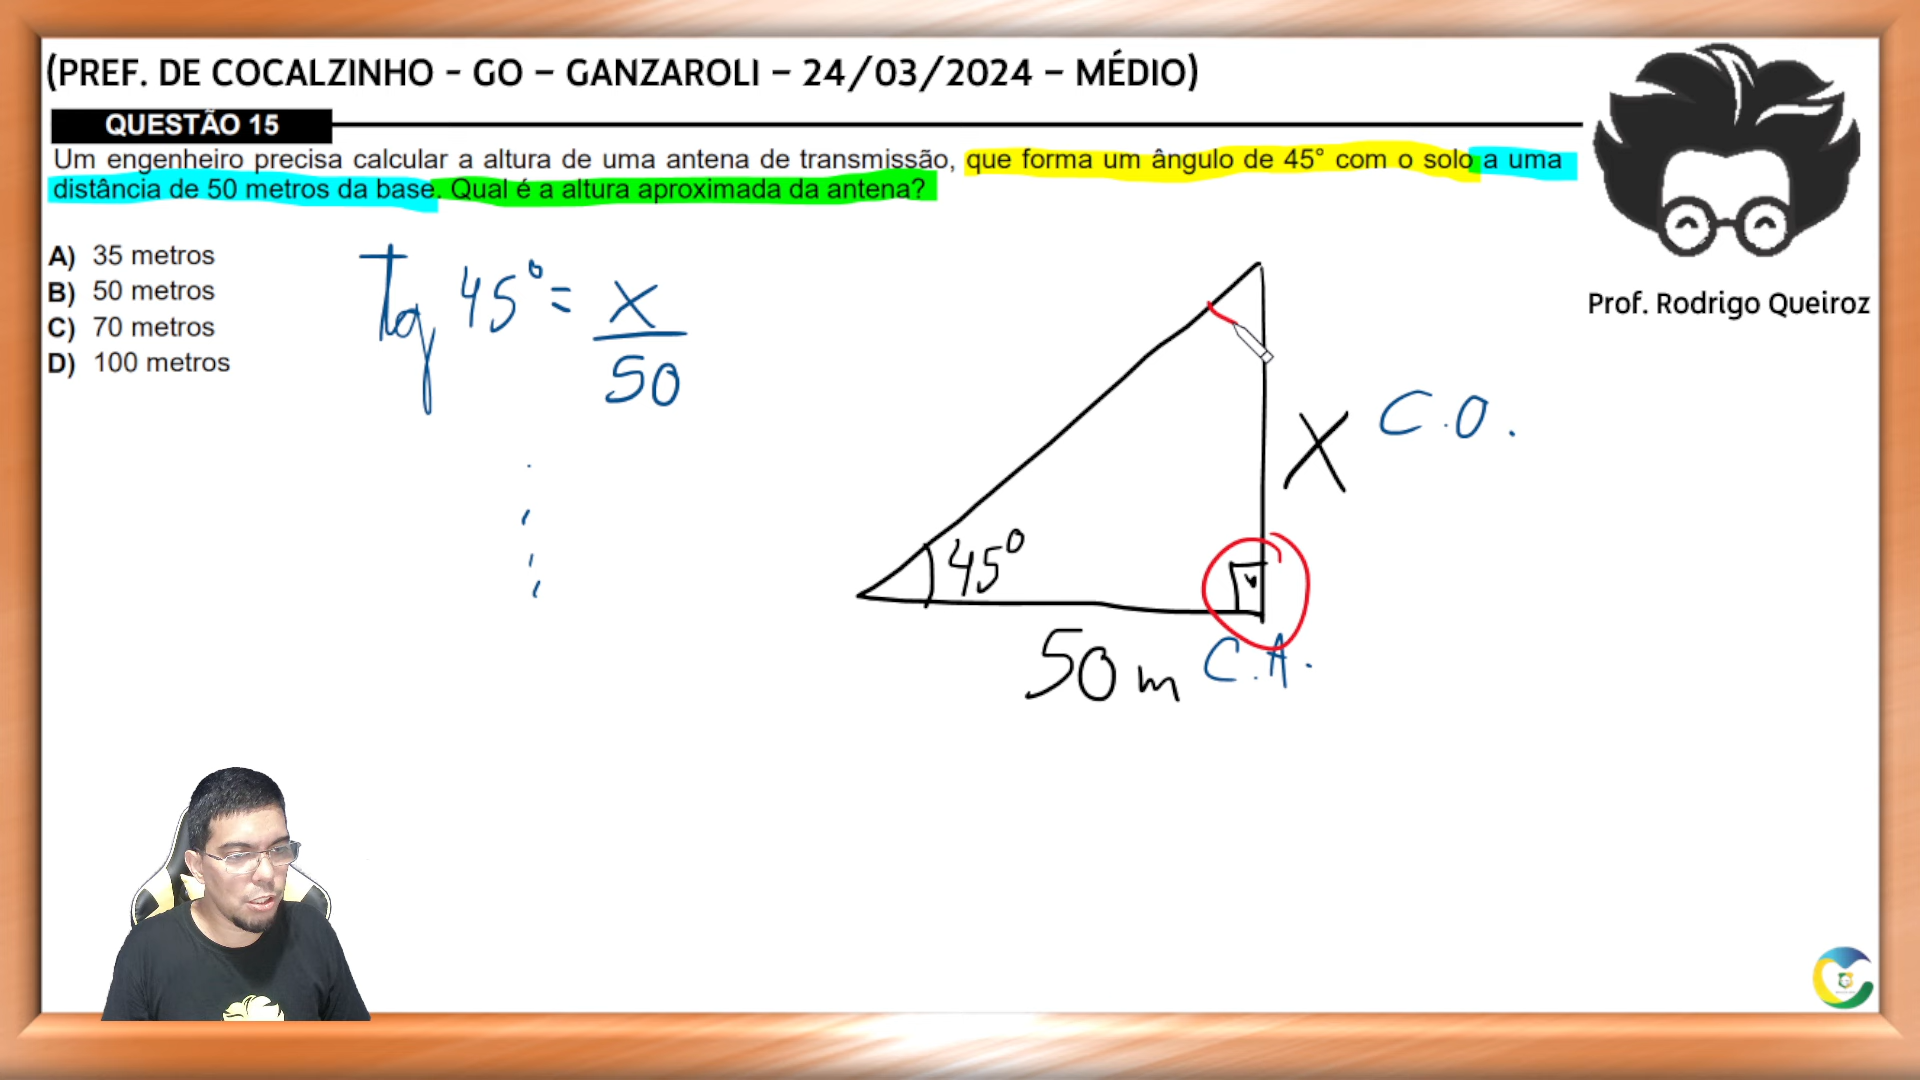 (PREF. DE COCALZINHO - GO – GANZAROLI – 24/03/2024 – MÉDIO)
QUESTÃO 15
Um engenheiro precisa calcular a altura de uma antena de transmissão, que forma um ângulo de 45° com o solo a uma
distância de 50 metros da base. Qual é a altura aproximada da antena?
A) 35 metros
B) 50 metros
C) 70 metros
D) 100 metros
Tg 45° = x
50
45°
X C.O.
50 m C.A.
Prof. Rodrigo Queiroz